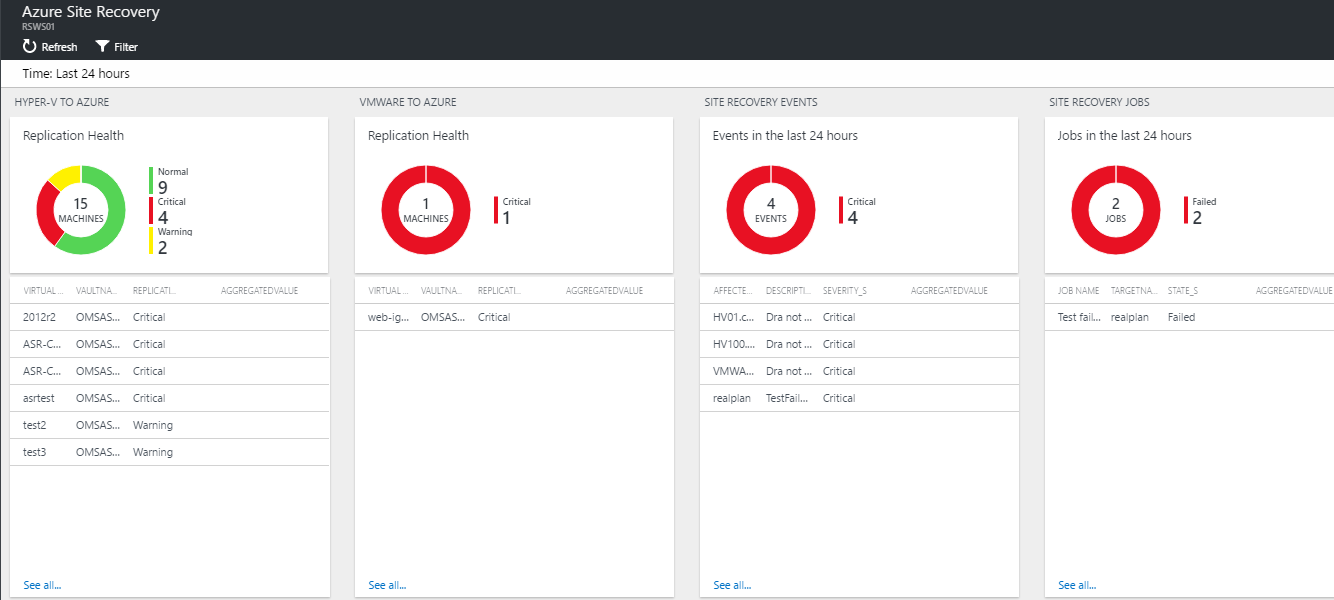 Azure Site Recovery
RSWS01
Refresh Filter
Time: Last 24 hours
HYPER-V TO AZURE
Replication Health
15
MACHINES
Normal
9
Critical
4
Warning
2
VIRTUAL... VAULTNA... REPLICATI... AGGREGATEDVALUE
2012r2 OMSAS... Critical
ASR-C... OMSAS... Critical
ASR-C... OMSAS... Critical
asrtest OMSAS... Critical
test2 OMSAS... Warning
test3 OMSAS... Warning
See all...
VMWARE TO AZURE
Replication Health
1
MACHINES
Critical
1
VIRTUAL... VAULTNA... REPLICATI... AGGREGATEDVALUE
web-ig... OMSAS... Critical
See all...
SITE RECOVERY EVENTS
Events in the last 24 hours
4
EVENTS
Critical
4
AFFECTE... DESCRIPTI... SEVERITY_S AGGREGATEDVALUE
HV01.c... Dra not ... Critical
HV100.... Dra not ... Critical
VMWA... Dra not ... Critical
realplan TestFail... Critical
See all...
SITE RECOVERY JOBS
Jobs in the last 24 hours
2
JOBS
Failed
2
JOB NAME TARGETNA... STATE_S AGGREGATEDVALUE
Test fail... realplan Failed
See all...